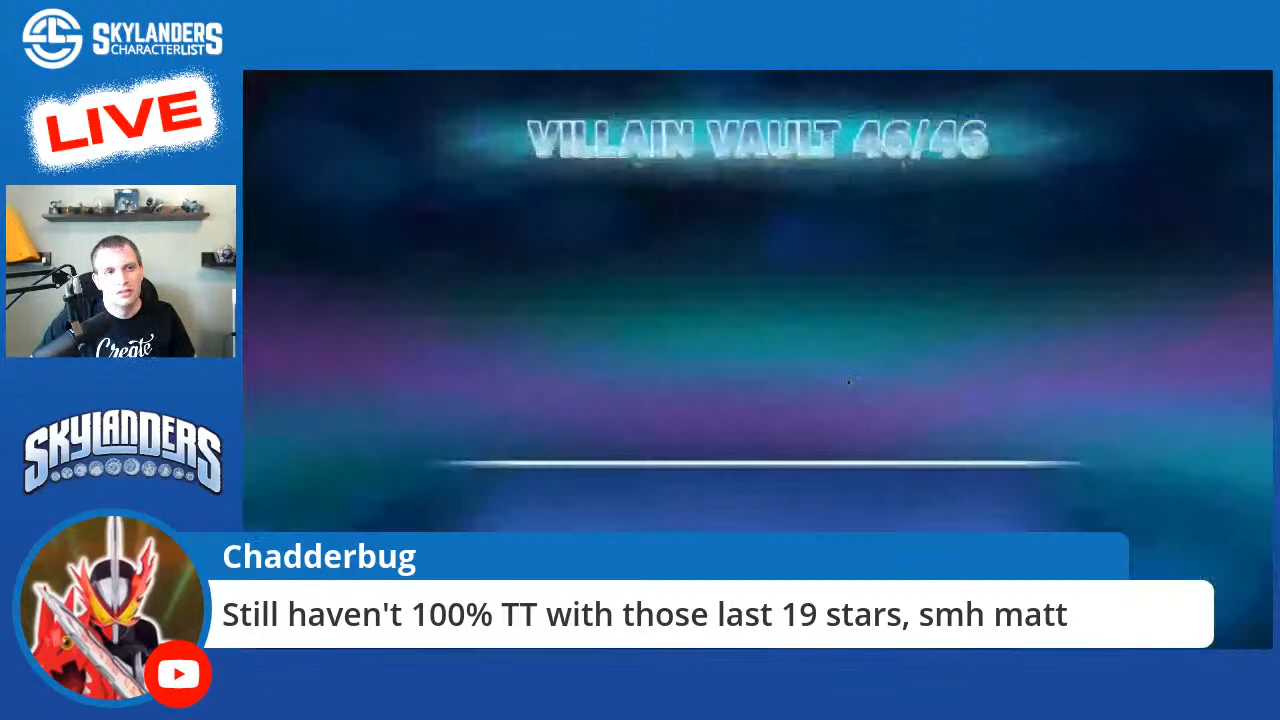 SKYLANDERS
CHARACTERLIST
LIVE
VILLAIN VAULT 46/46
Create
SKYLANDERS
Chadderbug
Still haven't 100% TT with those last 19 stars, smh matt